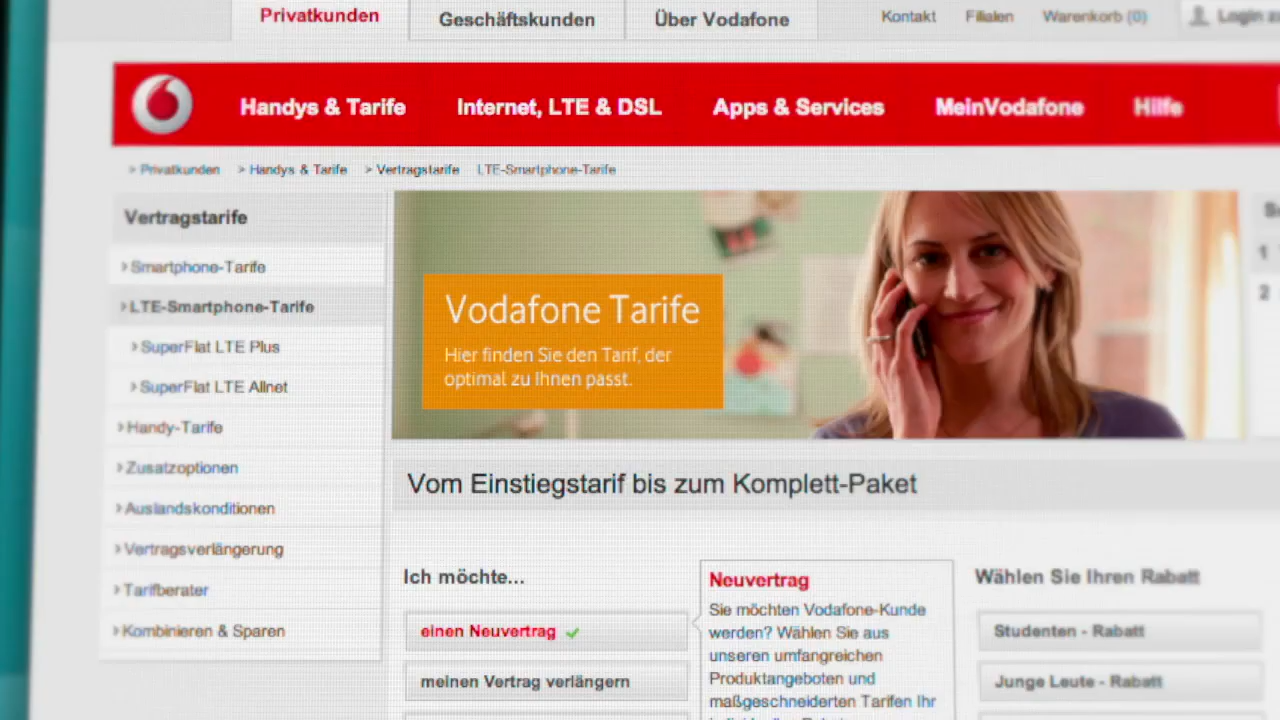 Privatkunden
Geschäftskunden
Über Vodafone
Kontakt
Filialen
Warenkorb (0)
Login
Handys & Tarife
Internet, LTE & DSL
Apps & Services
MeinVodafone
Hilfe
> Privatkunden > Handys & Tarife > Vertragstarife LTE-Smartphone-Tarife
Vertragstarife
Smartphone-Tarife
LTE-Smartphone-Tarife
SuperFlat LTE Plus
SuperFlat LTE Allnet
Handy-Tarife
Zusatzoptionen
Auslandskonditionen
Vertragsverlängerung
Tarifberater
Kombinieren & Sparen
Vodafone Tarife
Hier finden Sie den Tarif, der
optimal zu Ihnen passt.
1
2
Vom Einstiegstarif bis zum Komplett-Paket
Ich möchte...
einen Neuvertrag
meinen Vertrag verlängern
Neuvertrag
Sie möchten Vodafone-Kunde
werden? Wählen Sie aus
unseren umfangreichen
Produktangeboten und
maßgeschneiderten Tarifen Ihr
Wählen Sie Ihren Rabatt
Studenten - Rabatt
Junge Leute - Rabatt